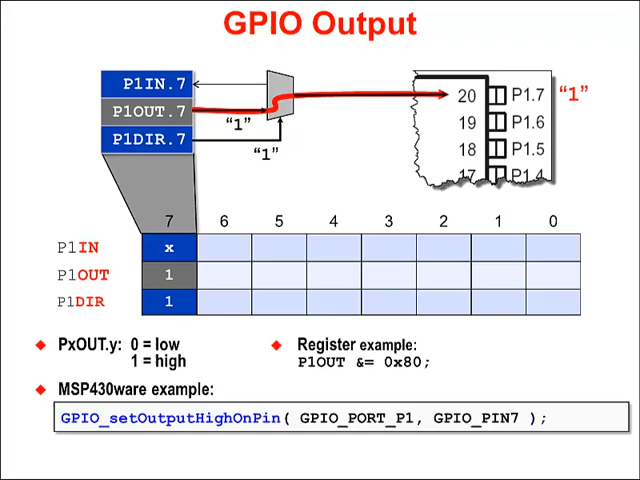 GPIO Output
P1IN.7
P1OUT.7
P1DIR.7
“1”
“1”
20 P1.7 “1”
19 P1.6
18 P1.5
17 P1.4
7 6 5 4 3 2 1 0
P1IN x
P1OUT 1
P1DIR 1
PxOUT.y: 0 = low
1 = high
Register example:
P1OUT &= 0x80;
MSP430ware example:
GPIO_setOutputHighOnPin( GPIO_PORT_P1, GPIO_PIN7 );